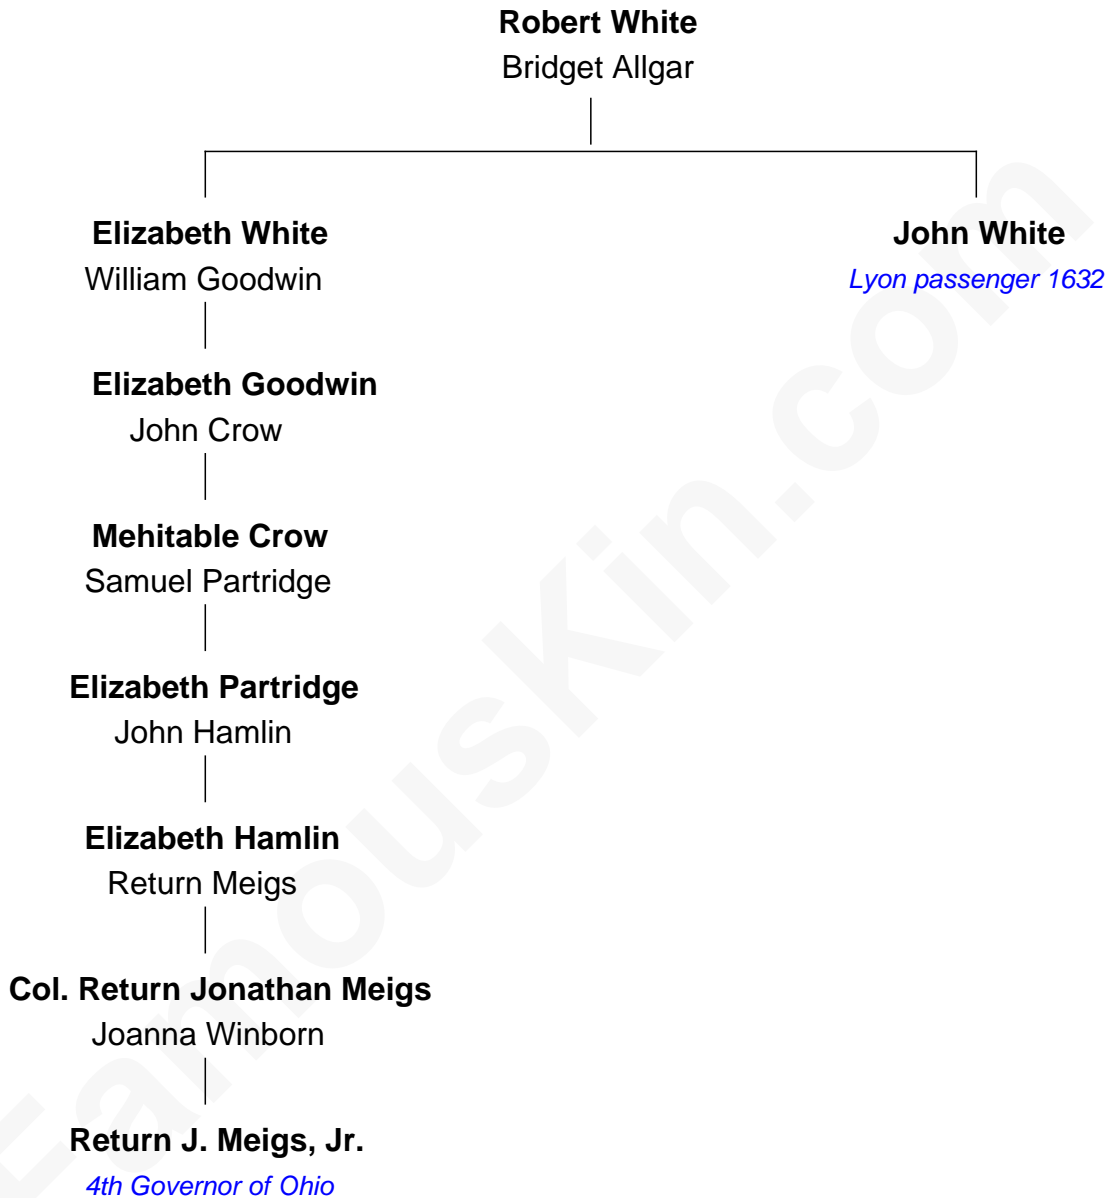 Robert White
Bridget Allgar
Elizabeth White
William Goodwin
John White
Lyon passenger 1632
Elizabeth Goodwin
John Crow
Mehitable Crow
Samuel Partridge
Elizabeth Partridge
John Hamlin
Elizabeth Hamlin
Return Meigs
Col. Return Jonathan Meigs
Joanna Winborn
Return J. Meigs, Jr.
4th Governor of Ohio
FamousKin.com